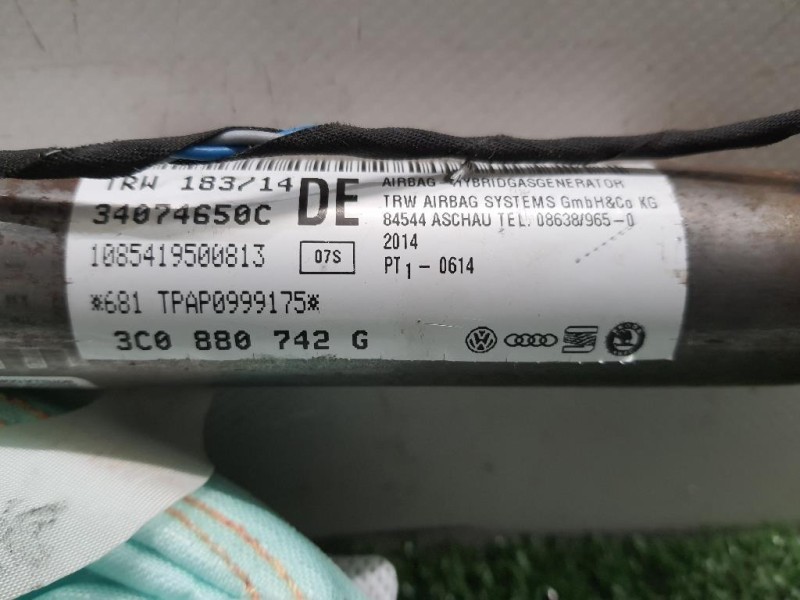 TRW 183/14
DE
34074650C
1085419500813
07S
*681 TPAP0999175*
3C0 880 742 G
AIRBAG HYBRIDGASGENERATOR
TRW AIRBAG SYSTEMS GmbH&Co KG
84544 ASCHAU TEL. 08638/965-0
2014
PT1-0614